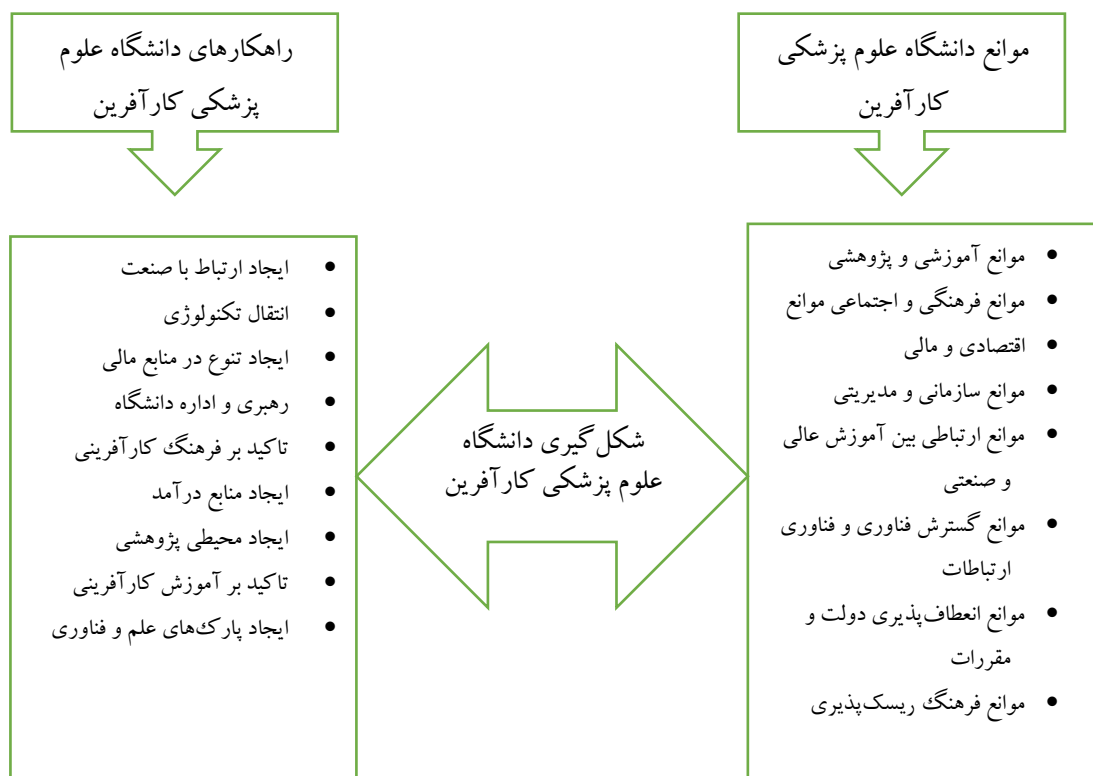 موانع دانشگاه علوم پزشکی
کارآفرین
• موانع آموزشی و پژوهشی
• موانع فرهنگی و اجتماعی موانع
• اقتصادی و مالی
• موانع سازمانی و مدیریتی
• موانع ارتباطی بین آموزش عالی
و صنعتی
• موانع گسترش فناوری و فناوری
ارتباطات
• موانع انعطاف‌پذیری دولت و
مقررات
• موانع فرهنگ ریسک‌پذیری
شکل‌گیری دانشگاه
علوم پزشکی کارآفرین
راهکارهای دانشگاه علوم
پزشکی کارآفرین
• ایجاد ارتباط با صنعت
• انتقال تکنولوژی
• ایجاد تنوع در منابع مالی
• رهبری و اداره دانشگاه
• تاکید بر فرهنگ کارآفرینی
• ایجاد منابع درآمد
• ایجاد محیطی پژوهشی
• تاکید بر آموزش کارآفرینی
• ایجاد پارک‌های علم و فناوری